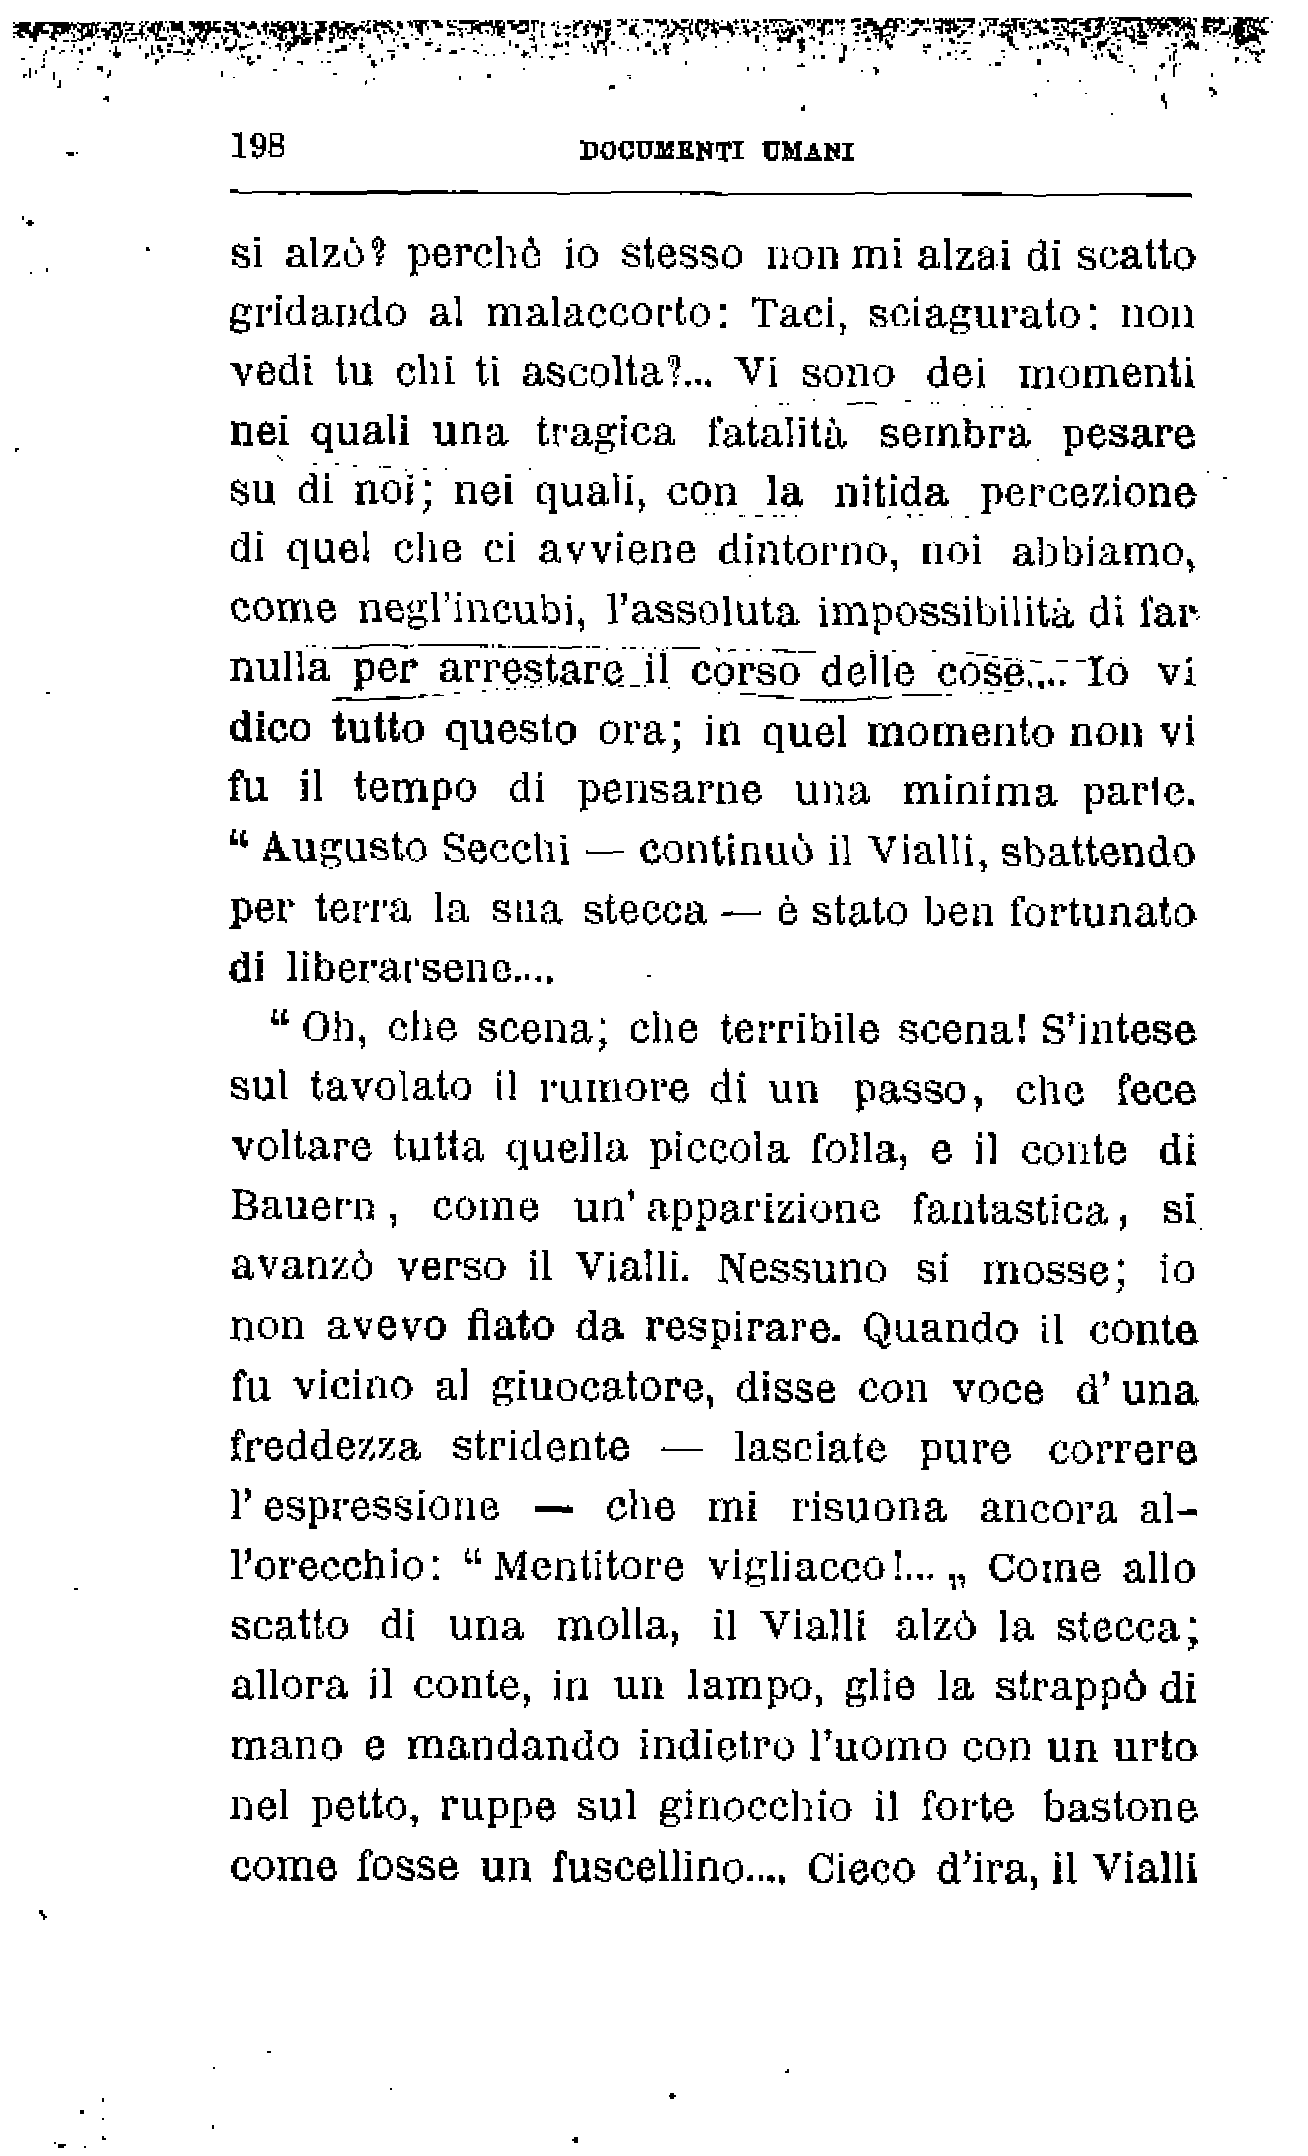 198 DOCUMENTI UMANI
si alzò? perchè io stesso non mi alzai di scatto
gridando al malaccorto: Taci, sciagurato: non
vedi tu chi ti ascolta?... Vi sono dei momenti
nei quali una tragica fatalità sembra pesare
su di noi; nei quali, con la nitida percezione
di quel che ci avviene dintorno, noi abbiamo,
come negl'incubi, l'assoluta impossibilità di far
nulla per arrestare il corso delle cose.... Io vi
dico tutto questo ora; in quel momento non vi
fu il tempo di pensarne una minima parte.
“ Augusto Secchi — continuò il Vialli, sbattendo
per terra la sua stecca — è stato ben fortunato
di liberarsene....
“ Oh, che scena; che terribile scena! S'intese
sul tavolato il rumore di un passo, che fece
voltare tutta quella piccola folla, e il conte di
Bauern, come un' apparizione fantastica, si
avanzò verso il Vialli. Nessuno si mosse; io
non avevo fiato da respirare. Quando il conte
fu vicino al giuocatore, disse con voce d' una
freddezza stridente — lasciate pure correre
l' espressione — che mi risuona ancora al-
l'orecchio: “ Mentitore vigliacco!... „ Come allo
scatto di una molla, il Vialli alzò la stecca;
allora il conte, in un lampo, glie la strappò di
mano e mandando indietro l'uomo con un urto
nel petto, ruppe sul ginocchio il forte bastone
come fosse un fuscellino.... Cieco d'ira, il Vialli